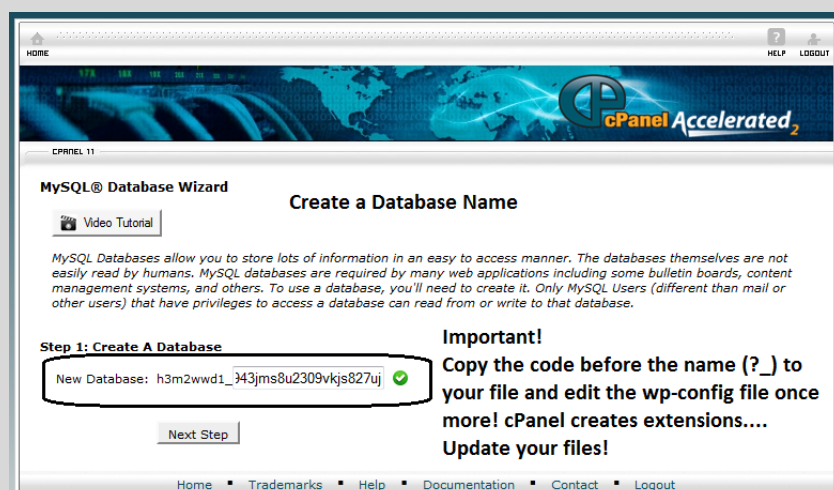 HOME
HELP LOGOUT
17X 18X
cPanel Accelerated2
CPANEL 11
MySQL® Database Wizard
Create a Database Name
Video Tutorial
MySQL Databases allow you to store lots of information in an easy to access manner. The databases themselves are not
easily read by humans. MySQL databases are required by many web applications including some bulletin boards, content
management systems, and others. To use a database, you'll need to create it. Only MySQL Users (different than mail or
other users) that have privileges to access a database can read from or write to that database.
Step 1: Create A Database
New Database: h3m2wwd1_ 943jms8u2309vkjs827uj
Next Step
Important!
Copy the code before the name (?_) to
your file and edit the wp-config file once
more! cPanel creates extensions....
Update your files!
Home ▪ Trademarks ▪ Help ▪ Documentation ▪ Contact ▪ Logout